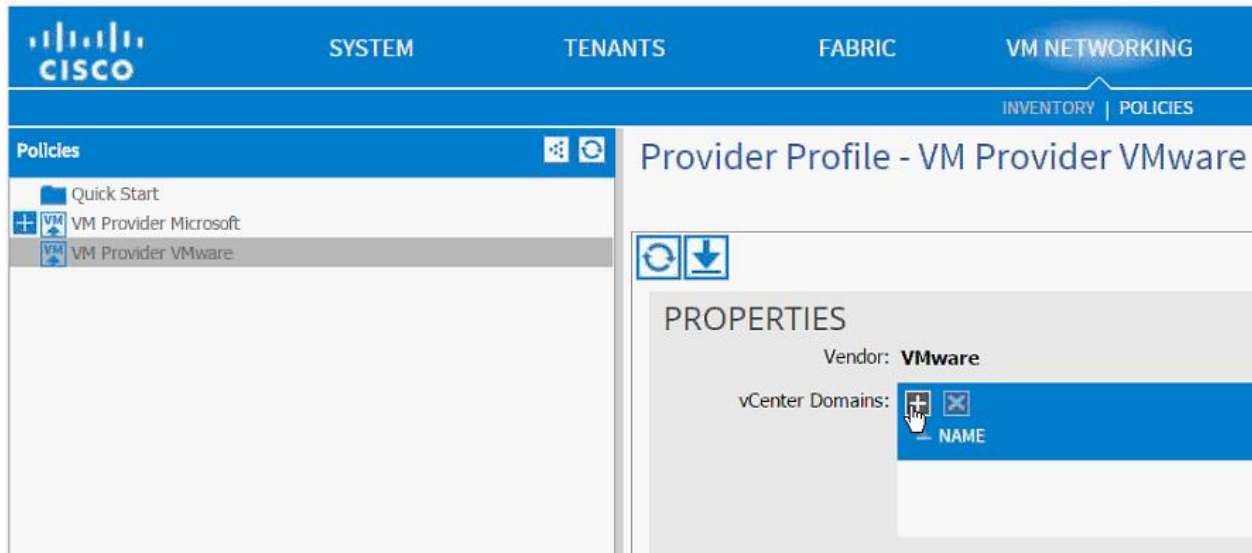 CISCO SYSTEM TENANTS FABRIC VM NETWORKING
INVENTORY | POLICIES
Policies
Quick Start
VM Provider Microsoft
VM Provider VMware
Provider Profile - VM Provider VMware
PROPERTIES
Vendor: VMware
vCenter Domains:
NAME